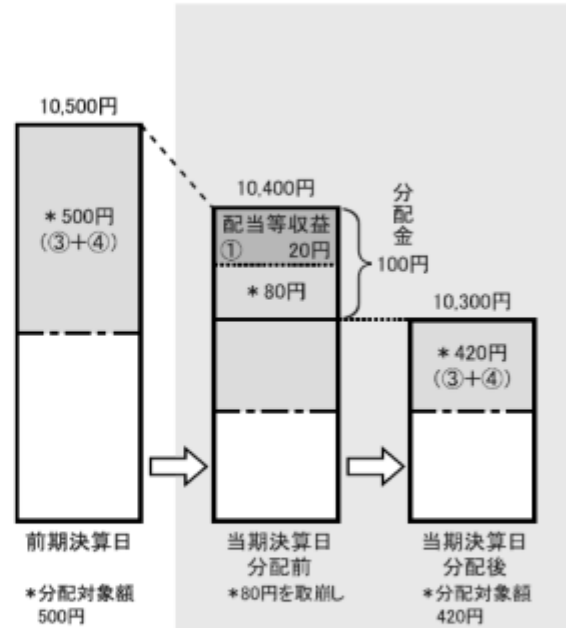 10,500円
*500円
(③+④)
前期決算日
*分配対象額
500円
10,400円
配当等収益
① 20円
*80円
分配金
100円
当期決算日
分配前
*80円を取崩し
10,300円
*420円
(③+④)
当期決算日
分配後
*分配対象額
420円